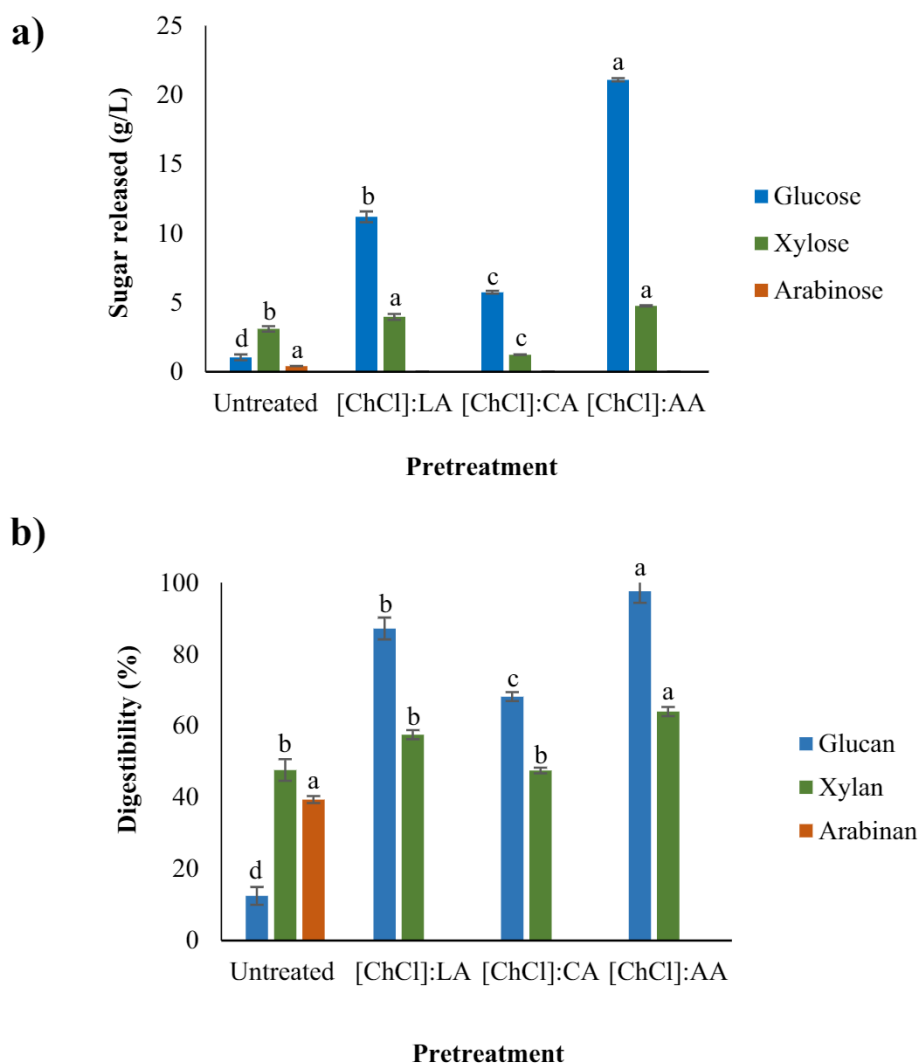 a)
25
20
15
10
5
0
Sugar released (g/L)
d b a
b a
c c
a a
Untreated [ChCl]:LA [ChCl]:CA [ChCl]:AA
Pretreatment
Glucose
Xylose
Arabinose
b)
100
80
60
40
20
0
Digestibility (%)
d b a
b b
c b
a a
Untreated [ChCl]:LA [ChCl]:CA [ChCl]:AA
Pretreatment
Glucan
Xylan
Arabinan